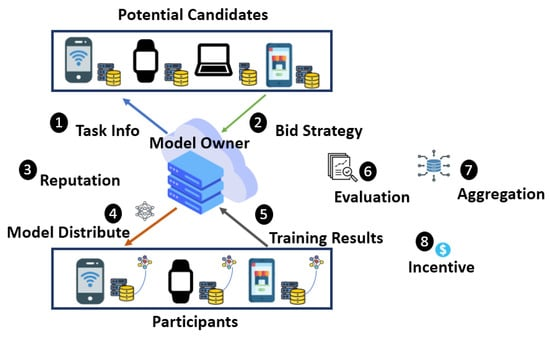 Potential Candidates
1 Task Info
2 Bid Strategy
Model Owner
3 Reputation
6 Evaluation
7 Aggregation
4 Model Distribute
5 Training Results
8 $ Incentive
Participants